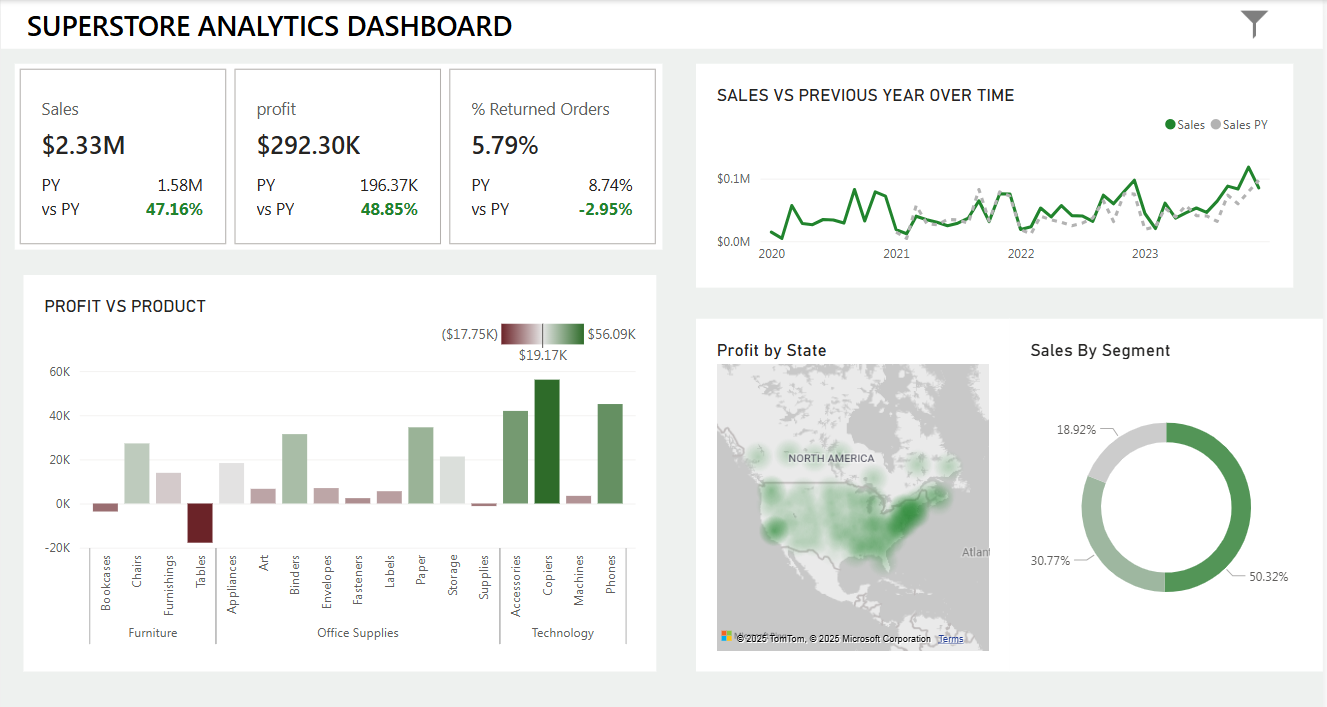 SUPERSTORE ANALYTICS DASHBOARD
Sales
$2.33M
PY 1.58M
vs PY 47.16%
profit
$292.30K
PY 196.37K
vs PY 48.85%
% Returned Orders
5.79%
PY 8.74%
vs PY -2.95%
SALES VS PREVIOUS YEAR OVER TIME
Sales Sales PY
$0.1M
$0.0M
2020 2021 2022 2023
PROFIT VS PRODUCT
($17.75K) $56.09K
$19.17K
60K
40K
20K
0K
-20K
Bookcases
Chairs
Furnishings
Tables
Appliances
Art
Binders
Envelopes
Fasteners
Labels
Paper
Storage
Supplies
Accessories
Copiers
Machines
Phones
Furniture Office Supplies Technology
Profit by State
NORTH AMERICA
Atlant
© 2025 TomTom, © 2025 Microsoft Corporation Terms
Sales By Segment
18.92%
30.77%
50.32%